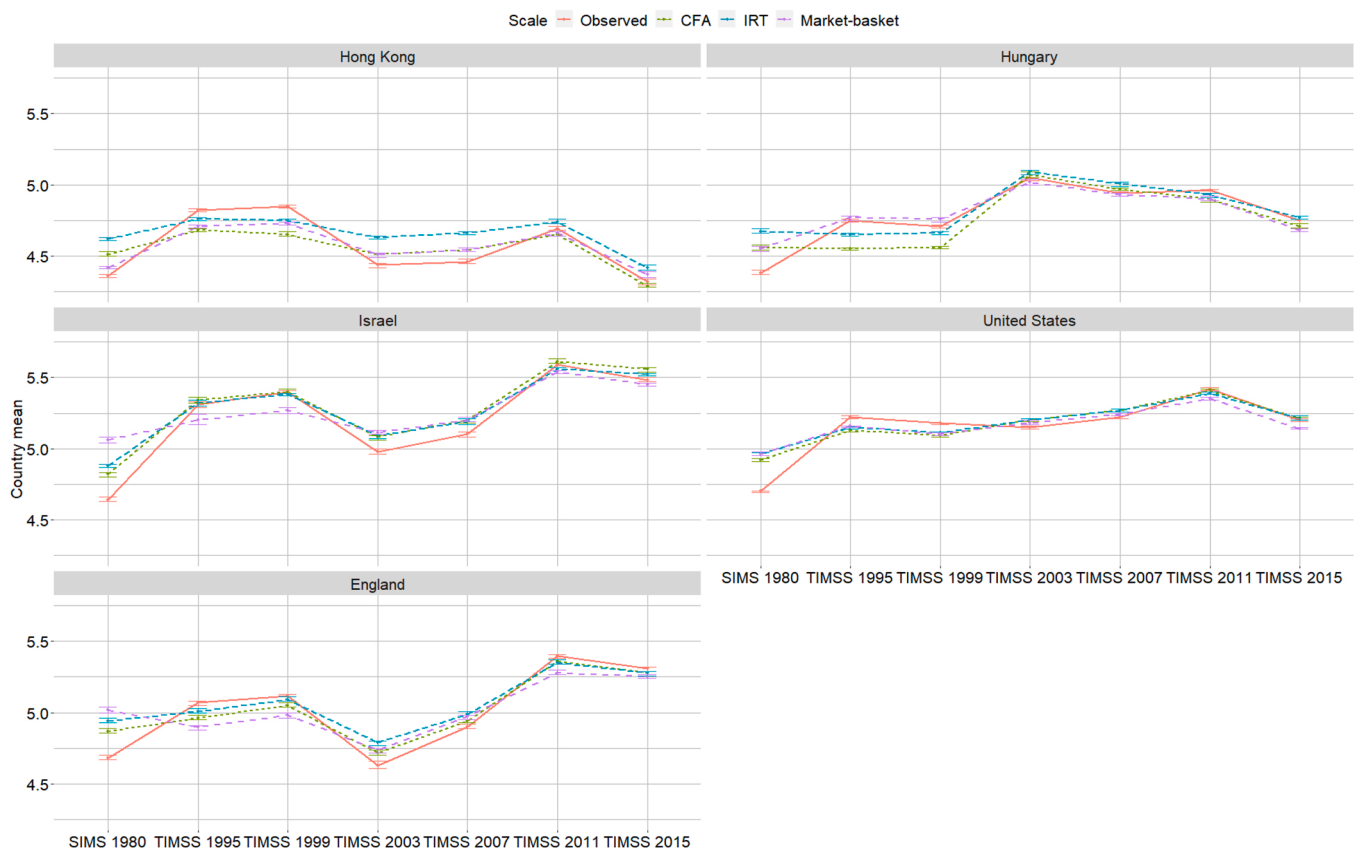 Scale Observed CFA IRT Market-basket
Hong Kong
Hungary
5.5
5.0
4.5
Israel
United States
Country mean
5.5
5.0
4.5
SIMS 1980 TIMSS 1995 TIMSS 1999 TIMSS 2003 TIMSS 2007 TIMSS 2011 TIMSS 2015
England
5.5
5.0
4.5
SIMS 1980 TIMSS 1995 TIMSS 1999 TIMSS 2003 TIMSS 2007 TIMSS 2011 TIMSS 2015